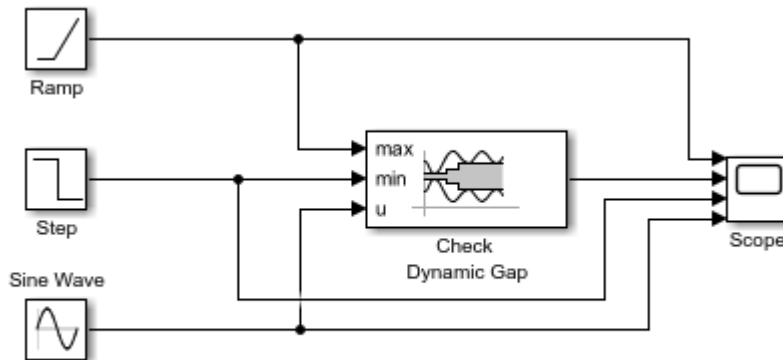 Ramp
max
min
u
Step
Check
Dynamic Gap
Scope
Sine Wave